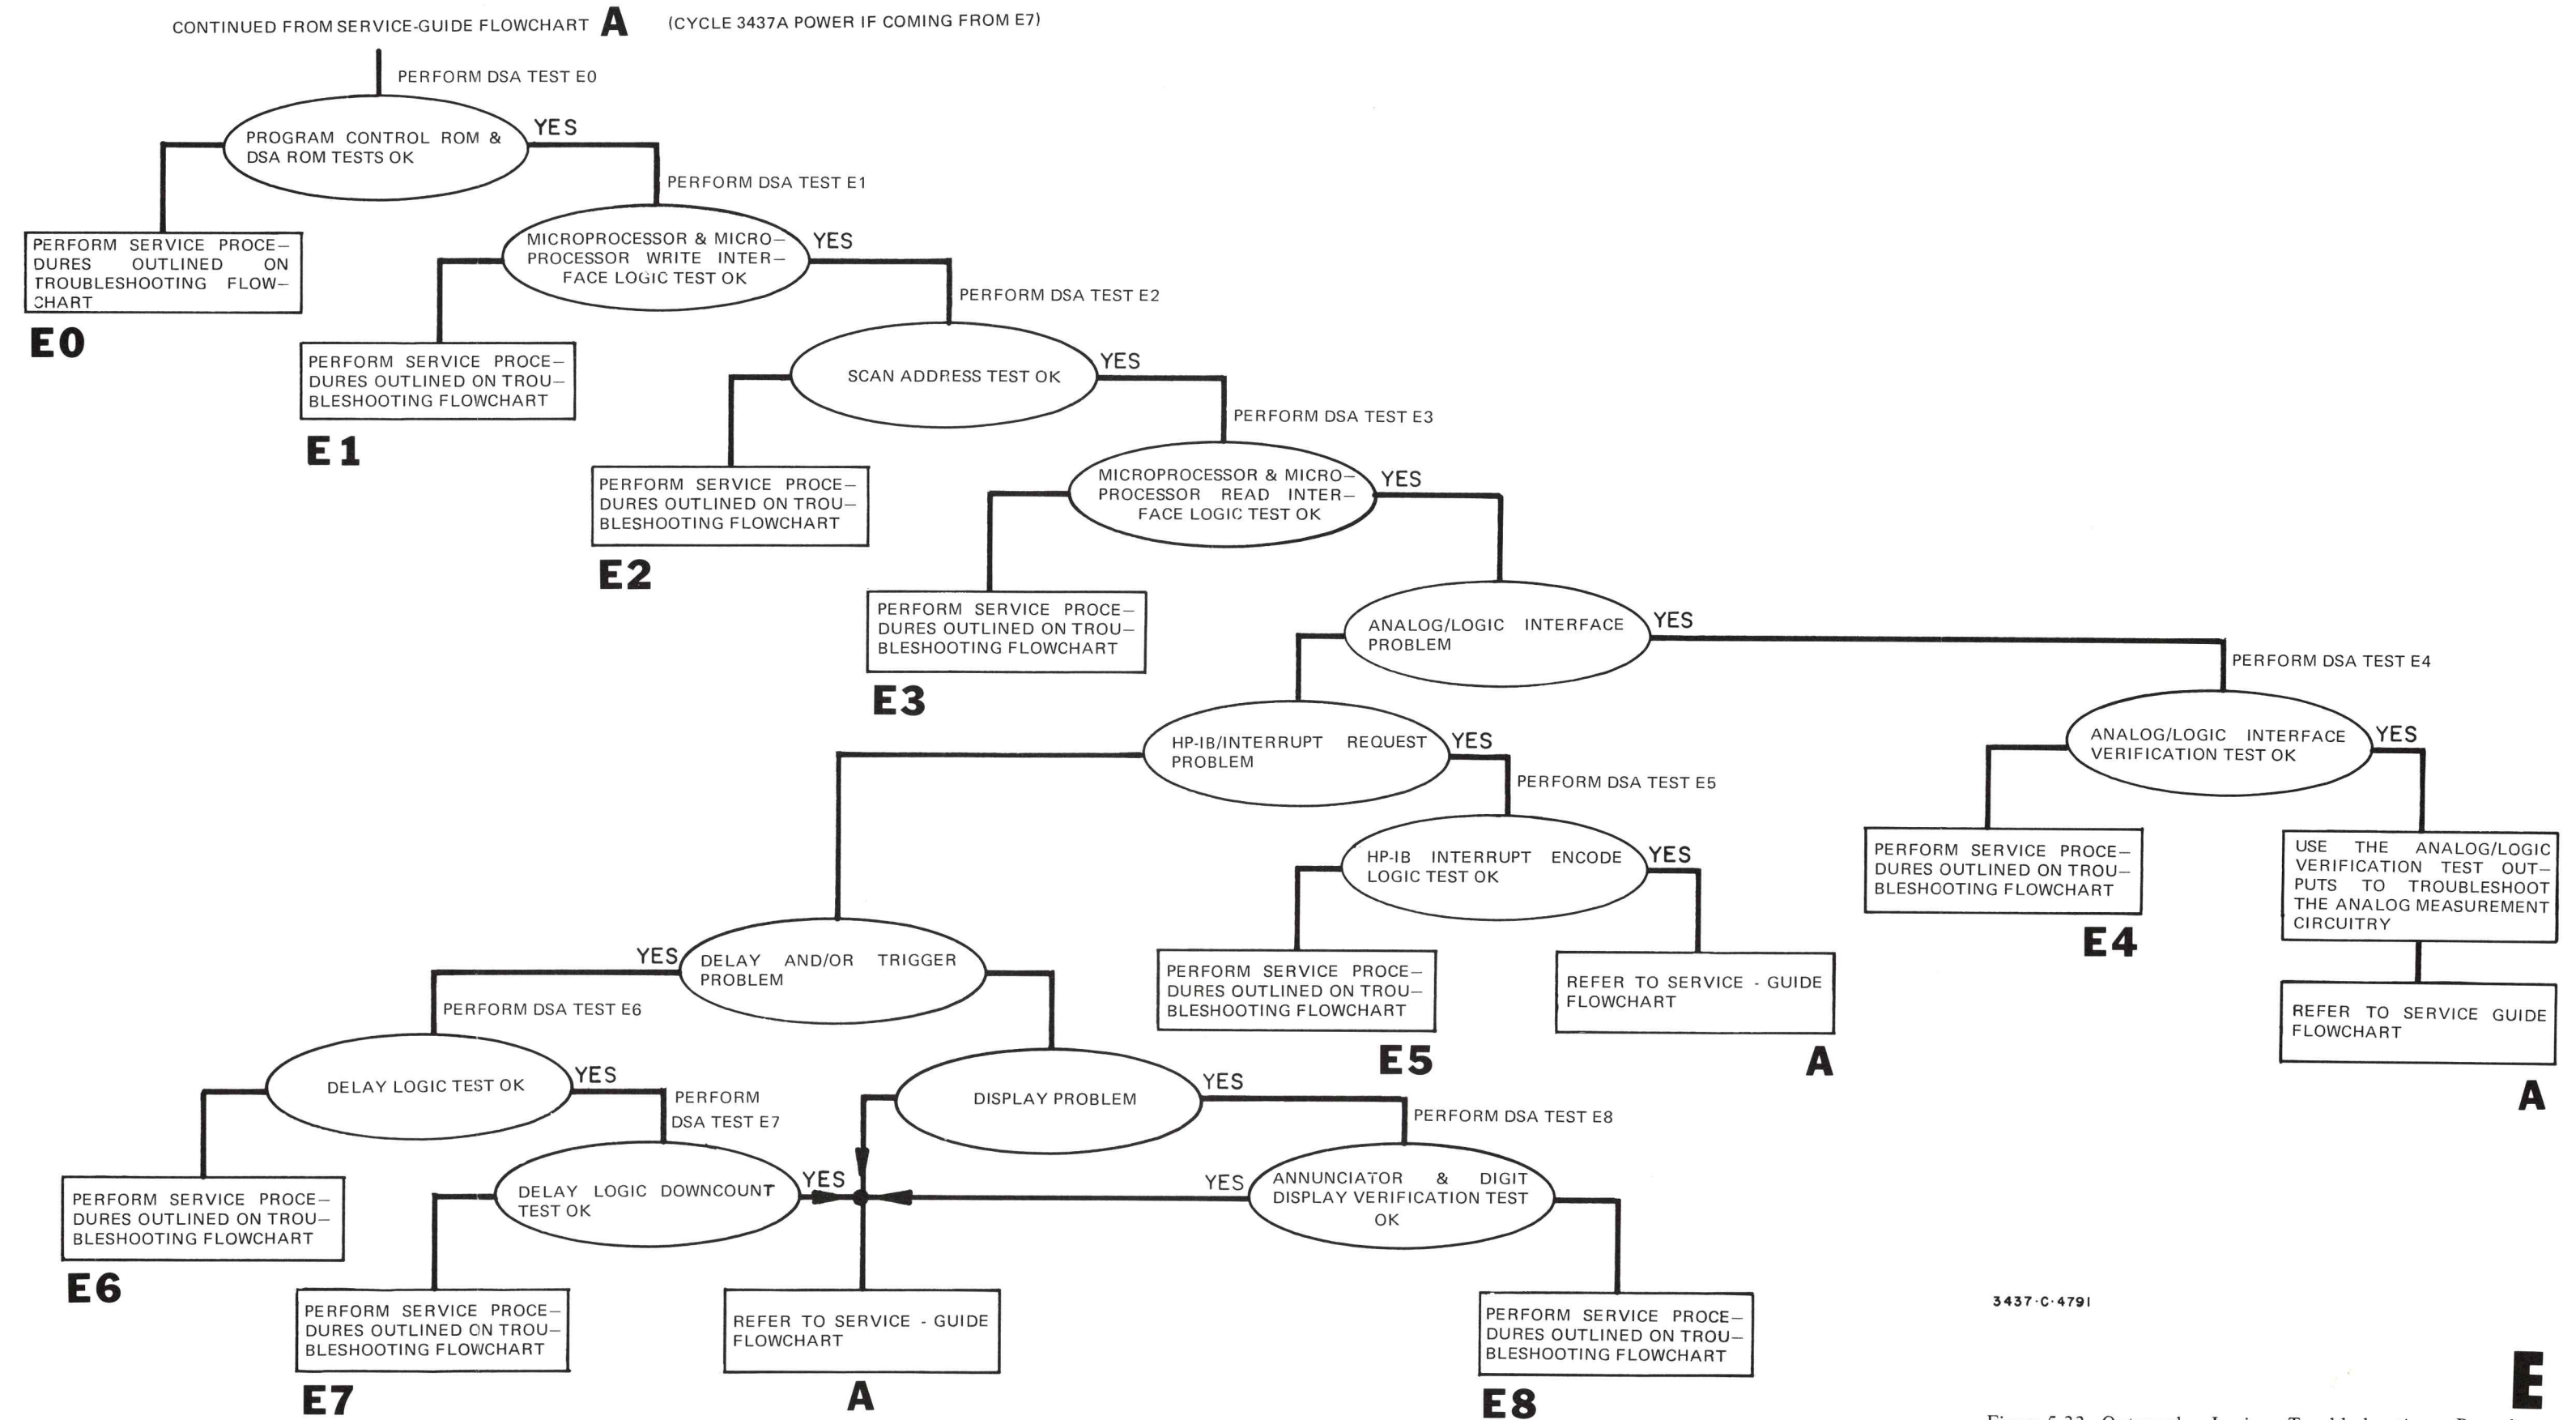 CONTINUED FROM SERVICE-GUIDE FLOWCHART A (CYCLE 3437A POWER IF COMING FROM E7)
PERFORM DSA TEST E0
PROGRAM CONTROL ROM &
DSA ROM TESTS OK
YES
PERFORM DSA TEST E1
PERFORM SERVICE PROCE–
DURES OUTLINED ON
TROUBLESHOOTING FLOW–
CHART
E0
MICROPROCESSOR & MICRO–
PROCESSOR WRITE INTER–
FACE LOGIC TEST OK
YES
PERFORM DSA TEST E2
PERFORM SERVICE PROCE–
DURES OUTLINED ON TROU–
BLESHOOTING FLOWCHART
E1
SCAN ADDRESS TEST OK
YES
PERFORM DSA TEST E3
PERFORM SERVICE PROCE–
DURES OUTLINED ON TROU–
BLESHOOTING FLOWCHART
E2
MICROPROCESSOR & MICRO–
PROCESSOR READ INTER–
FACE LOGIC TEST OK
YES
PERFORM SERVICE PROCE–
DURES OUTLINED ON TROU–
BLESHOOTING FLOWCHART
E3
ANALOG/LOGIC INTERFACE
PROBLEM
YES
PERFORM DSA TEST E4
ANALOG/LOGIC INTERFACE
VERIFICATION TEST OK
YES
PERFORM SERVICE PROCE–
DURES OUTLINED ON TROU–
BLESHOOTING FLOWCHART
E4
USE THE ANALOG/LOGIC
VERIFICATION TEST OUT–
PUTS TO TROUBLESHOOT
THE ANALOG MEASUREMENT
CIRCUITRY
REFER TO SERVICE GUIDE
FLOWCHART
A
HP-IB/INTERRUPT REQUEST
PROBLEM
YES
PERFORM DSA TEST E5
HP-IB INTERRUPT ENCODE
LOGIC TEST OK
YES
PERFORM SERVICE PROCE–
DURES OUTLINED ON TROU–
BLESHOOTING FLOWCHART
E5
REFER TO SERVICE - GUIDE
FLOWCHART
A
YES
DELAY AND/OR TRIGGER
PROBLEM
PERFORM DSA TEST E6
DELAY LOGIC TEST OK
YES
PERFORM
DSA TEST E7
PERFORM SERVICE PROCE–
DURES OUTLINED ON TROU–
BLESHOOTING FLOWCHART
E6
DELAY LOGIC DOWNCOUNT
TEST OK
YES
PERFORM SERVICE PROCE–
DURES OUTLINED ON TROU–
BLESHOOTING FLOWCHART
E7
DISPLAY PROBLEM
YES
PERFORM DSA TEST E8
YES
ANNUNCIATOR & DIGIT
DISPLAY VERIFICATION TEST
OK
REFER TO SERVICE - GUIDE
FLOWCHART
A
PERFORM SERVICE PROCE–
DURES OUTLINED ON TROU–
BLESHOOTING FLOWCHART
E8
3437-C-4791
E